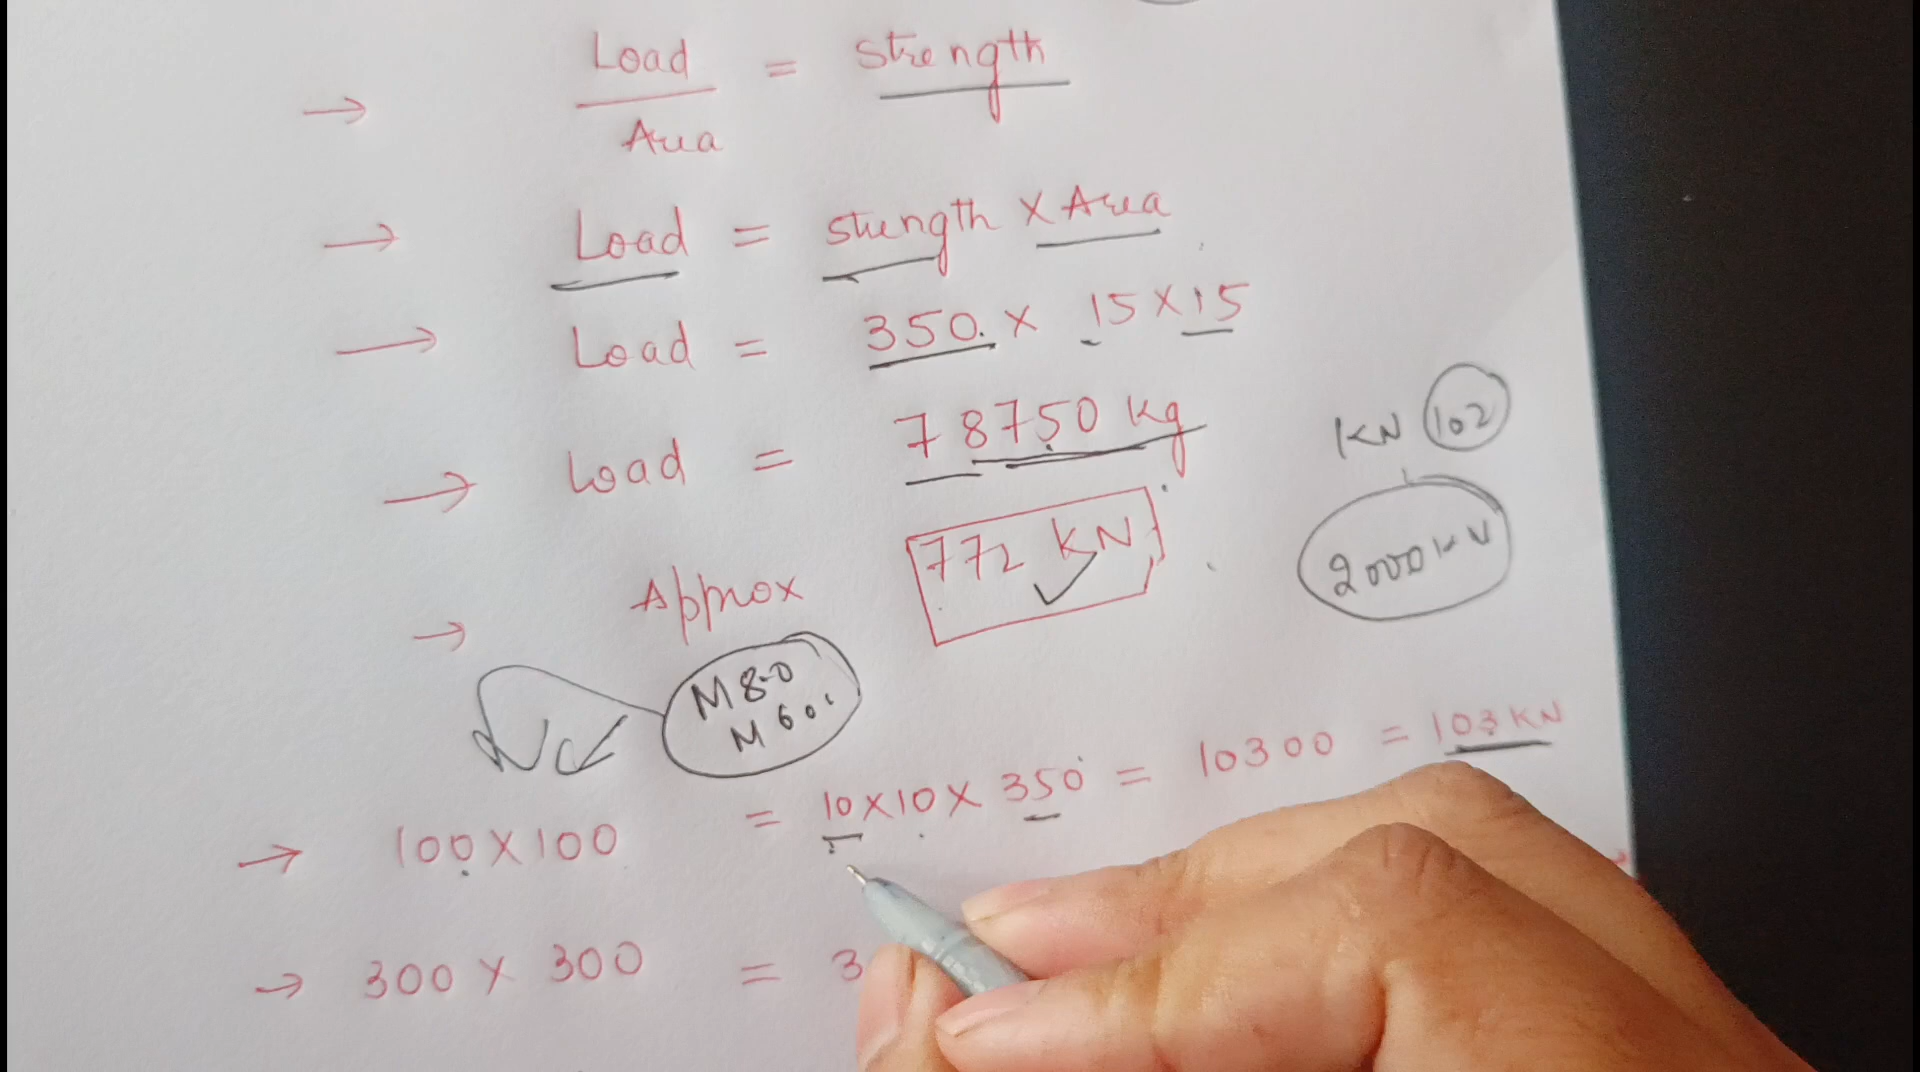 → Load / Area = Strength
→ Load = Strength × Area
→ Load = 350 × 15 × 15
→ Load = 78750 kg
KN 102
→ Approx 772 KN
2000 KN
M80
M60
→ 100 × 100 = 10 × 10 × 350 = 10300 = 103 KN
→ 300 × 300 = 3